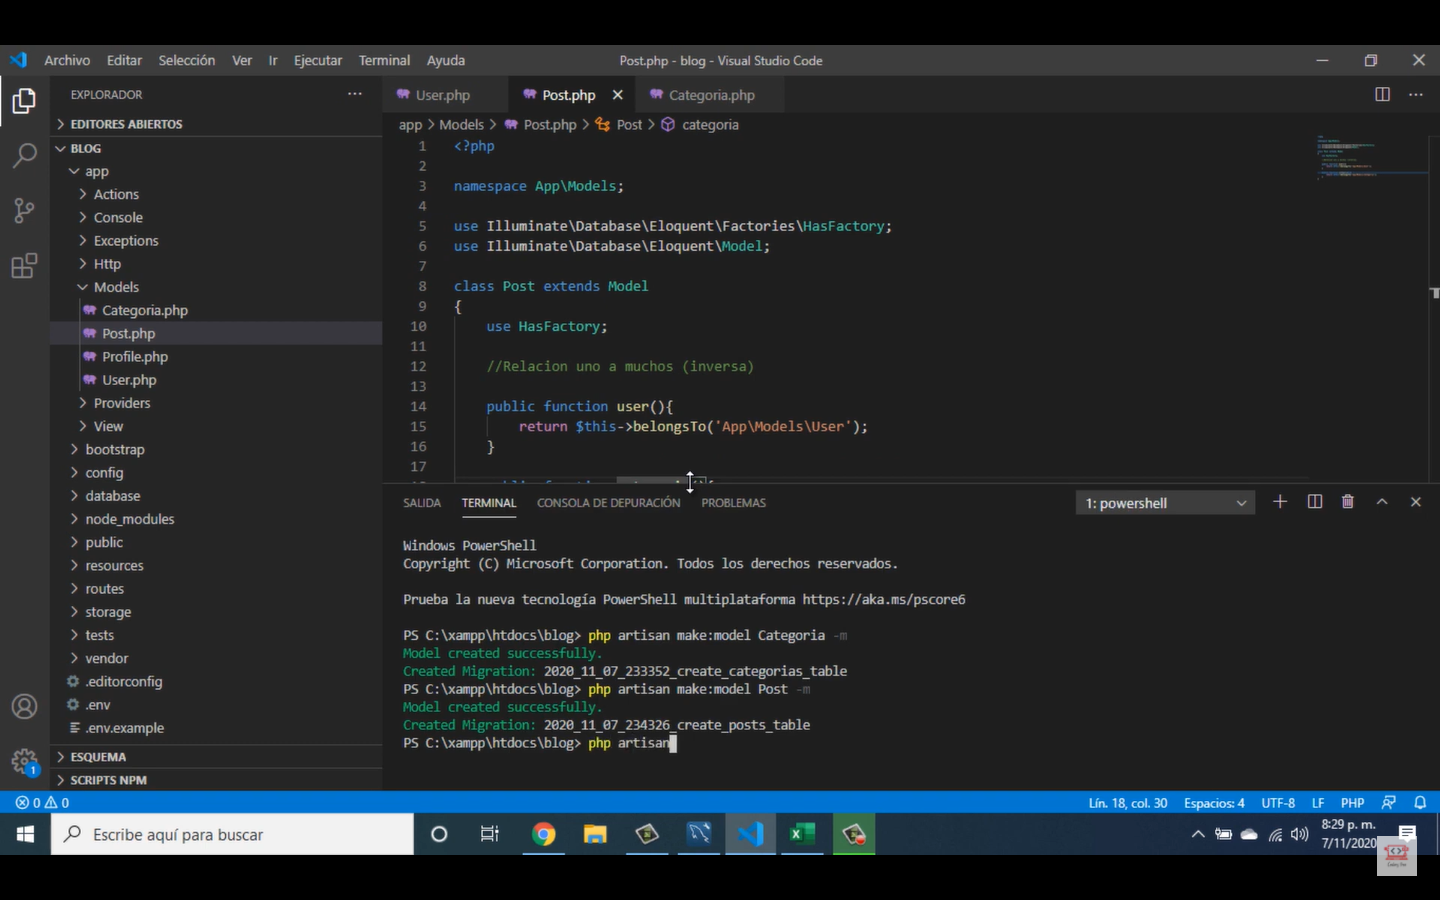 Archivo Editar Selección Ver Ir Ejecutar Terminal Ayuda
Post.php - blog - Visual Studio Code
EXPLORADOR
EDITORES ABIERTOS
BLOG
app
Actions
Console
Exceptions
Http
Models
Categoria.php
Post.php
Profile.php
User.php
Providers
View
bootstrap
config
database
node_modules
public
resources
routes
storage
tests
vendor
.editorconfig
.env
.env.example
ESQUEMA
SCRIPTS NPM
1
User.php Post.php Categoria.php
app > Models > Post.php > Post > categoria
1 <?php
2
3 namespace App\Models;
4
5 use Illuminate\Database\Eloquent\Factories\HasFactory;
6 use Illuminate\Database\Eloquent\Model;
7
8 class Post extends Model
9 {
10 use HasFactory;
11
12 //Relacion uno a muchos (inversa)
13
14 public function user(){
15 return $this->belongsTo('App\Models\User');
16 }
17
SALIDA TERMINAL CONSOLA DE DEPURACIÓN PROBLEMAS
1: powershell
Windows PowerShell
Copyright (C) Microsoft Corporation. Todos los derechos reservados.
Prueba la nueva tecnología PowerShell multiplataforma https://aka.ms/pscore6
PS C:\xampp\htdocs\blog> php artisan make:model Categoria -m
Model created successfully.
Created Migration: 2020_11_07_233352_create_categorias_table
PS C:\xampp\htdocs\blog> php artisan make:model Post -m
Model created successfully.
Created Migration: 2020_11_07_234326_create_posts_table
PS C:\xampp\htdocs\blog> php artisan
0 0
Lín. 18, col. 30 Espacios: 4 UTF-8 LF PHP
Escribe aquí para buscar
8:29 p. m.
7/11/2020